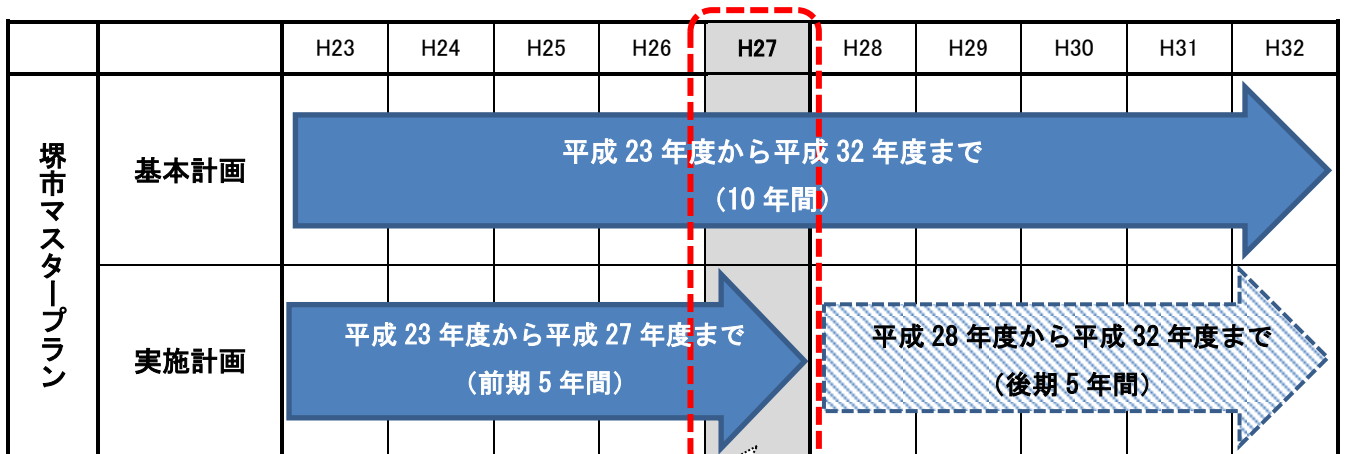 H23 H24 H25 H26 H27 H28 H29 H30 H31 H32
堺市マスタープラン
基本計画
平成 23 年度から平成 32 年度まで
（10 年間）
実施計画
平成 23 年度から平成 27 年度まで
（前期 5 年間）
平成 28 年度から平成 32 年度まで
（後期 5 年間）